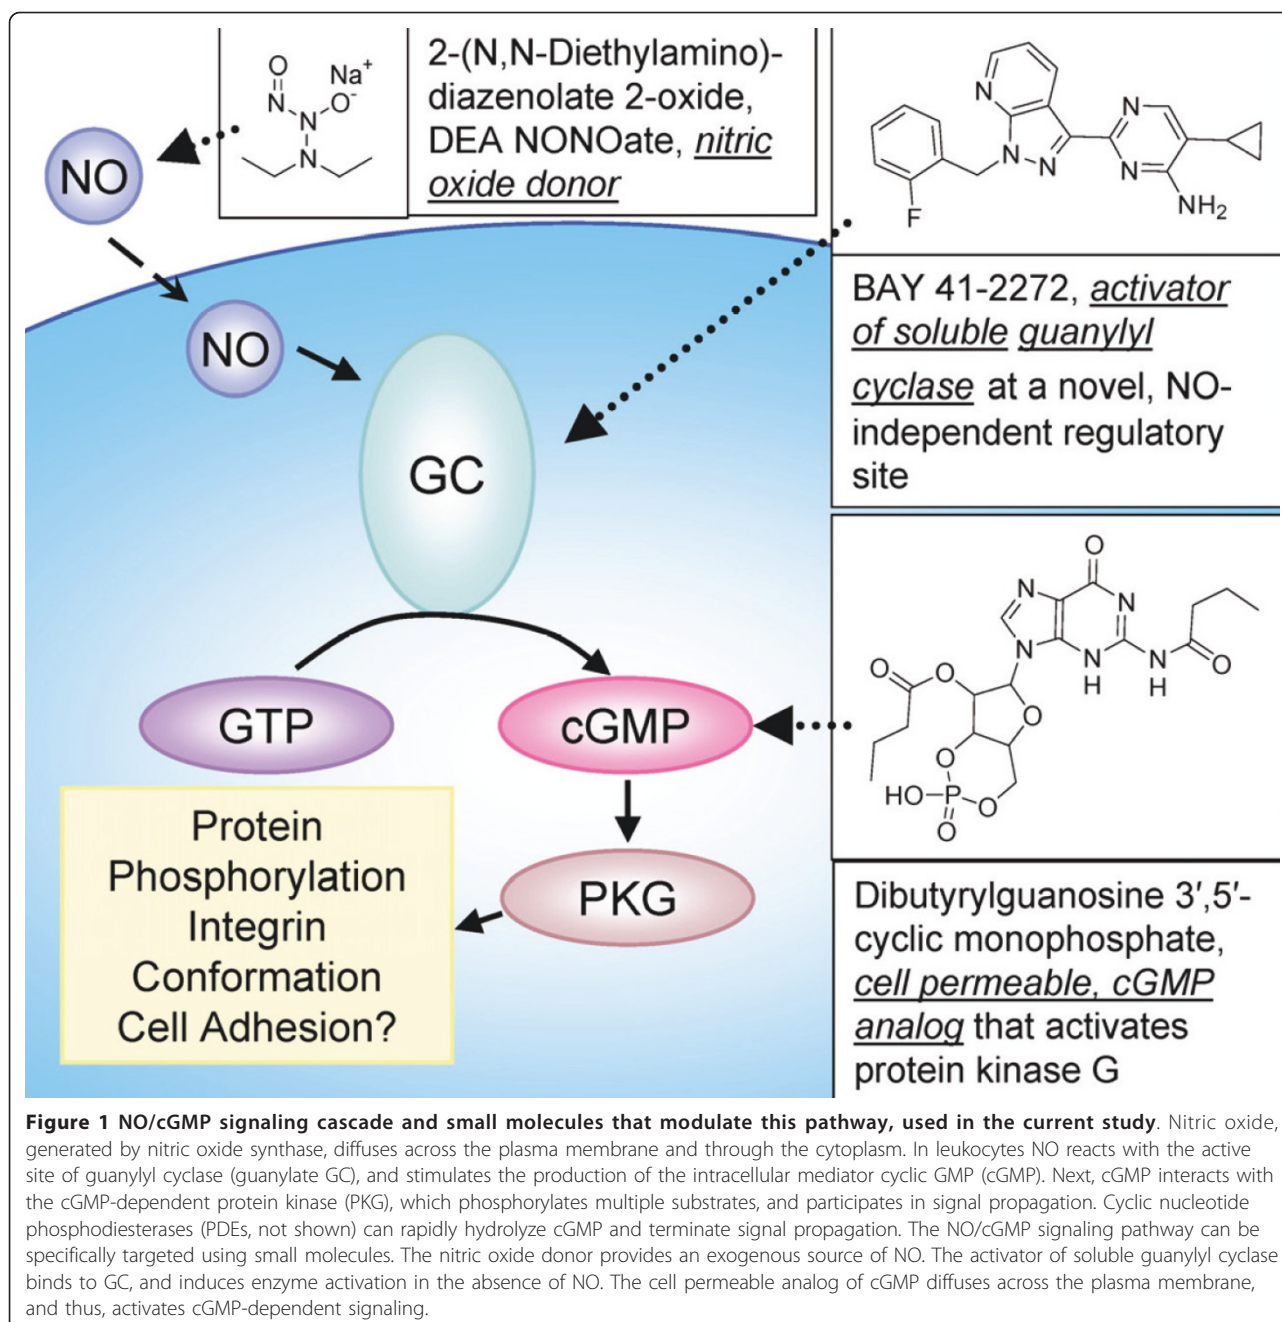 2-(N,N-Diethylamino)-
diazenolate 2-oxide,
DEA NONOate, nitric
oxide donor
O
N
Na+
N
O-
N
NO
NO
GC
GTP
cGMP
PKG
Protein
Phosphorylation
Integrin
Conformation
Cell Adhesion?
N
N
N
N
N
F
NH2
BAY 41-2272, activator
of soluble guanylyl
cyclase at a novel, NO-
independent regulatory
site
O
N
N
N
N
H
N
H
O
O
O
O
O
HO
P
O
O
Dibutyrylguanosine 3′,5′-
cyclic monophosphate,
cell permeable, cGMP
analog that activates
protein kinase G
Figure 1 NO/cGMP signaling cascade and small molecules that modulate this pathway, used in the current study. Nitric oxide,
generated by nitric oxide synthase, diffuses across the plasma membrane and through the cytoplasm. In leukocytes NO reacts with the active
site of guanylyl cyclase (guanylate GC), and stimulates the production of the intracellular mediator cyclic GMP (cGMP). Next, cGMP interacts with
the cGMP-dependent protein kinase (PKG), which phosphorylates multiple substrates, and participates in signal propagation. Cyclic nucleotide
phosphodiesterases (PDEs, not shown) can rapidly hydrolyze cGMP and terminate signal propagation. The NO/cGMP signaling pathway can be
specifically targeted using small molecules. The nitric oxide donor provides an exogenous source of NO. The activator of soluble guanylyl cyclase
binds to GC, and induces enzyme activation in the absence of NO. The cell permeable analog of cGMP diffuses across the plasma membrane,
and thus, activates cGMP-dependent signaling.